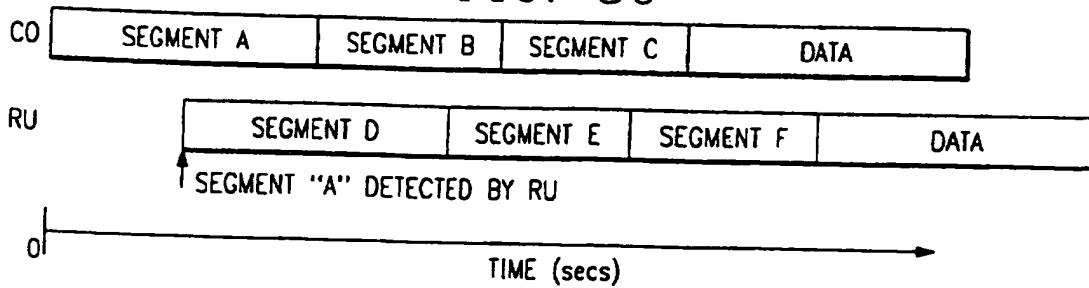 CO SEGMENT A SEGMENT B SEGMENT C DATA
RU SEGMENT D SEGMENT E SEGMENT F DATA
SEGMENT "A" DETECTED BY RU
0
TIME (secs)